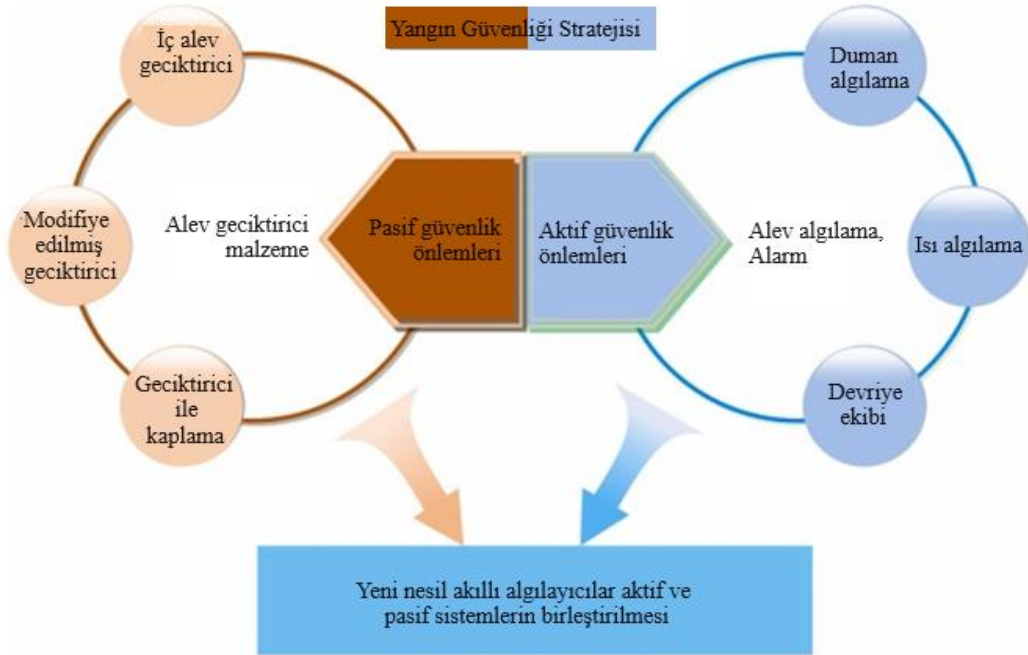 Yangın Güvenliği Stratejisi
İç alev
geciktirici
Modifiye
edilmiş
geciktirici
Geciktirici
ile
kaplama
Alev geciktirici
malzeme
Pasif güvenlik
önlemleri
Aktif güvenlik
önlemleri
Alev algılama,
Alarm
Duman
algılama
Isı algılama
Devriye
ekibi
Yeni nesil akıllı algılayıcılar aktif ve
pasif sistemlerin birleştirilmesi